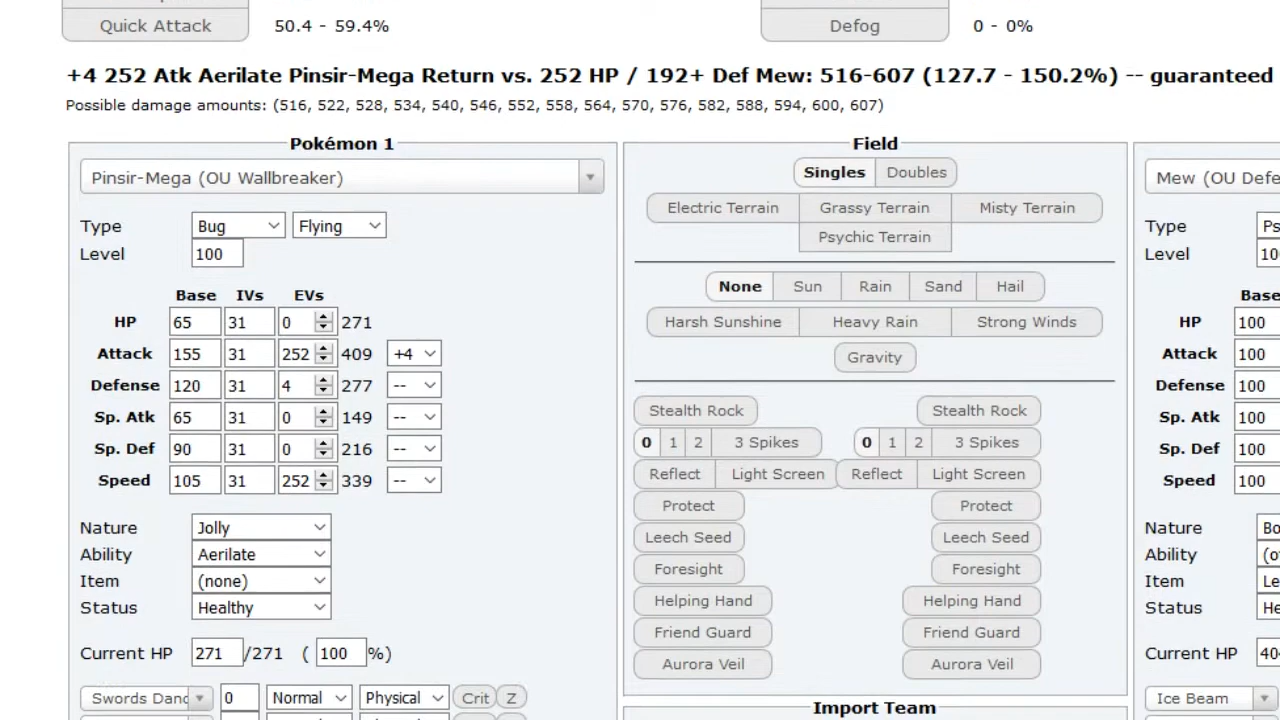 Quick Attack 50.4 - 59.4% Defog 0 - 0%
+4 252 Atk Aerilate Pinsir-Mega Return vs. 252 HP / 192+ Def Mew: 516-607 (127.7 - 150.2%) -- guaranteed
Possible damage amounts: (516, 522, 528, 534, 540, 546, 552, 558, 564, 570, 576, 582, 588, 594, 600, 607)
Pokémon 1
Pinsir-Mega (OU Wallbreaker)
Type Bug Flying
Level 100
Base IVs EVs
HP 65 31 0 271
Attack 155 31 252 409 +4
Defense 120 31 4 277 --
Sp. Atk 65 31 0 149 --
Sp. Def 90 31 0 216 --
Speed 105 31 252 339 --
Nature Jolly
Ability Aerilate
Item (none)
Status Healthy
Current HP 271/271 ( 100 %)
Swords Danc 0 Normal Physical Crit Z
Field
Singles Doubles
Electric Terrain Grassy Terrain Misty Terrain
Psychic Terrain
None Sun Rain Sand Hail
Harsh Sunshine Heavy Rain Strong Winds
Gravity
Stealth Rock Stealth Rock
0 1 2 3 Spikes 0 1 2 3 Spikes
Reflect Light Screen Reflect Light Screen
Protect Protect
Leech Seed Leech Seed
Foresight Foresight
Helping Hand Helping Hand
Friend Guard Friend Guard
Aurora Veil Aurora Veil
Import Team
Mew (OU Defe
Type Ps
Level 10
Base
HP 100
Attack 100
Defense 100
Sp. Atk 100
Sp. Def 100
Speed 100
Nature Bo
Ability (o
Item Le
Status He
Current HP 40
Ice Beam